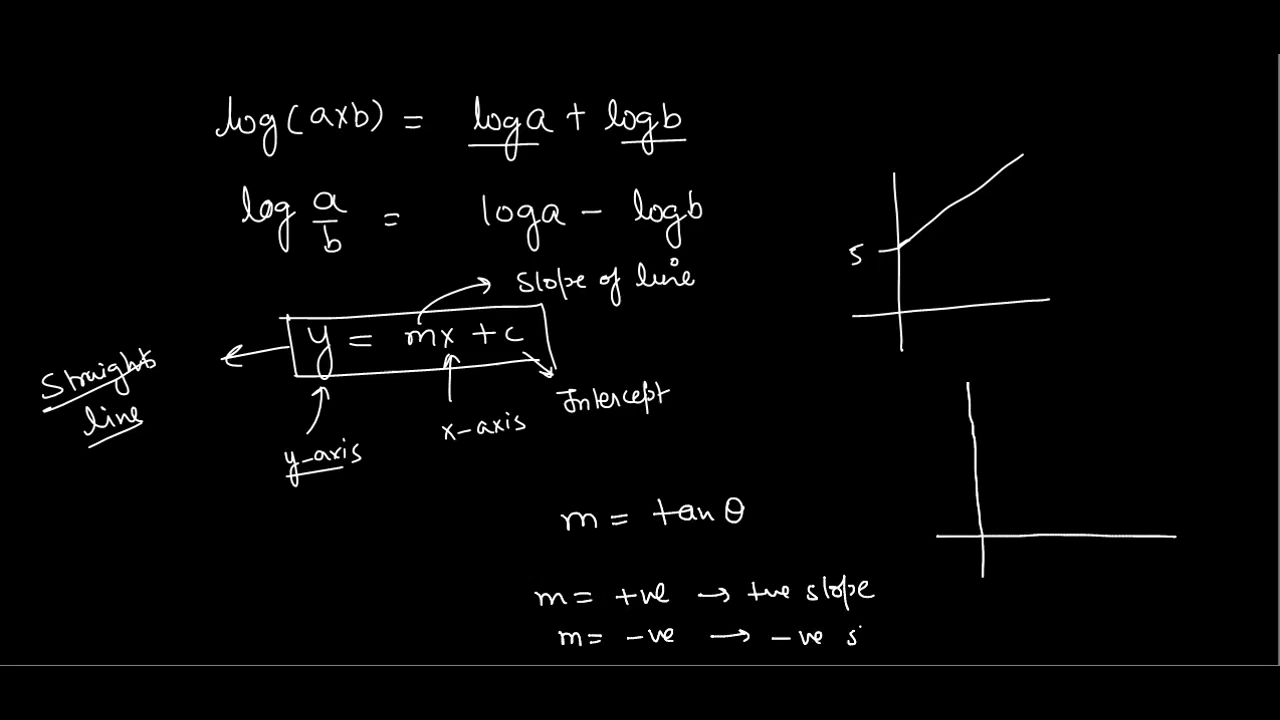 log(axb) = loga + logb
log a/b = loga - logb
slope of line
y = mx + c
Straight
line
Intercept
x-axis
y-axis
5
m = tan θ
m = +ve → +ve slope
m = -ve → -ve s